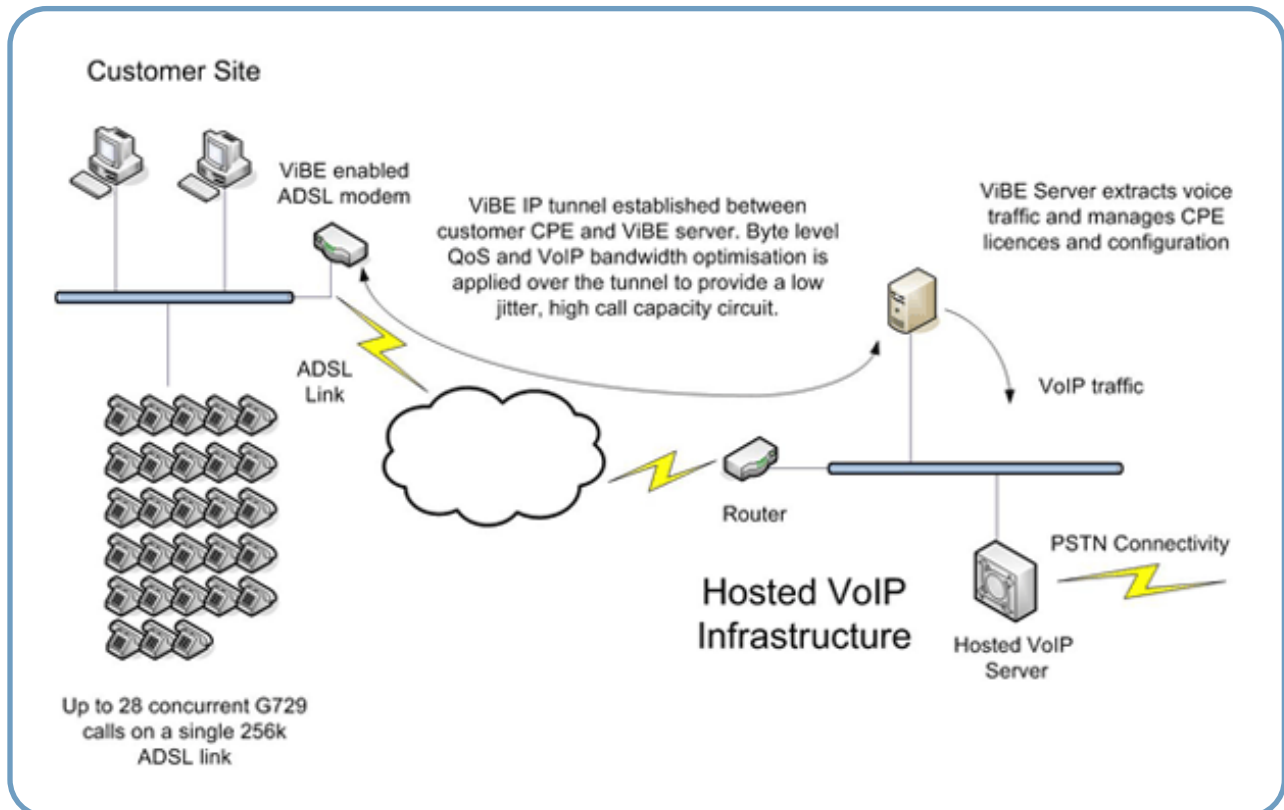 Customer Site
ViBE enabled
ADSL modem
ViBE IP tunnel established between
customer CPE and ViBE server. Byte level
QoS and VoIP bandwidth optimisation is
applied over the tunnel to provide a low
jitter, high call capacity circuit.
ViBE Server extracts voice
traffic and manages CPE
licences and configuration
ADSL
Link
VoIP traffic
Router
PSTN Connectivity
Hosted VoIP
Infrastructure
Hosted VoIP
Server
Up to 28 concurrent G729
calls on a single 256k
ADSL link